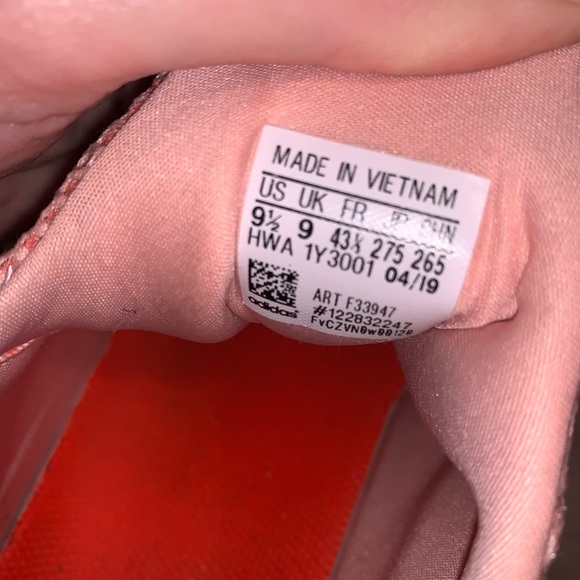 MADE IN VIETNAM
US UK FR JP CHN
9½ 9 43⅓ 275 265
HWA 1Y3001 04/19
ART F33947
#122832247
adidas